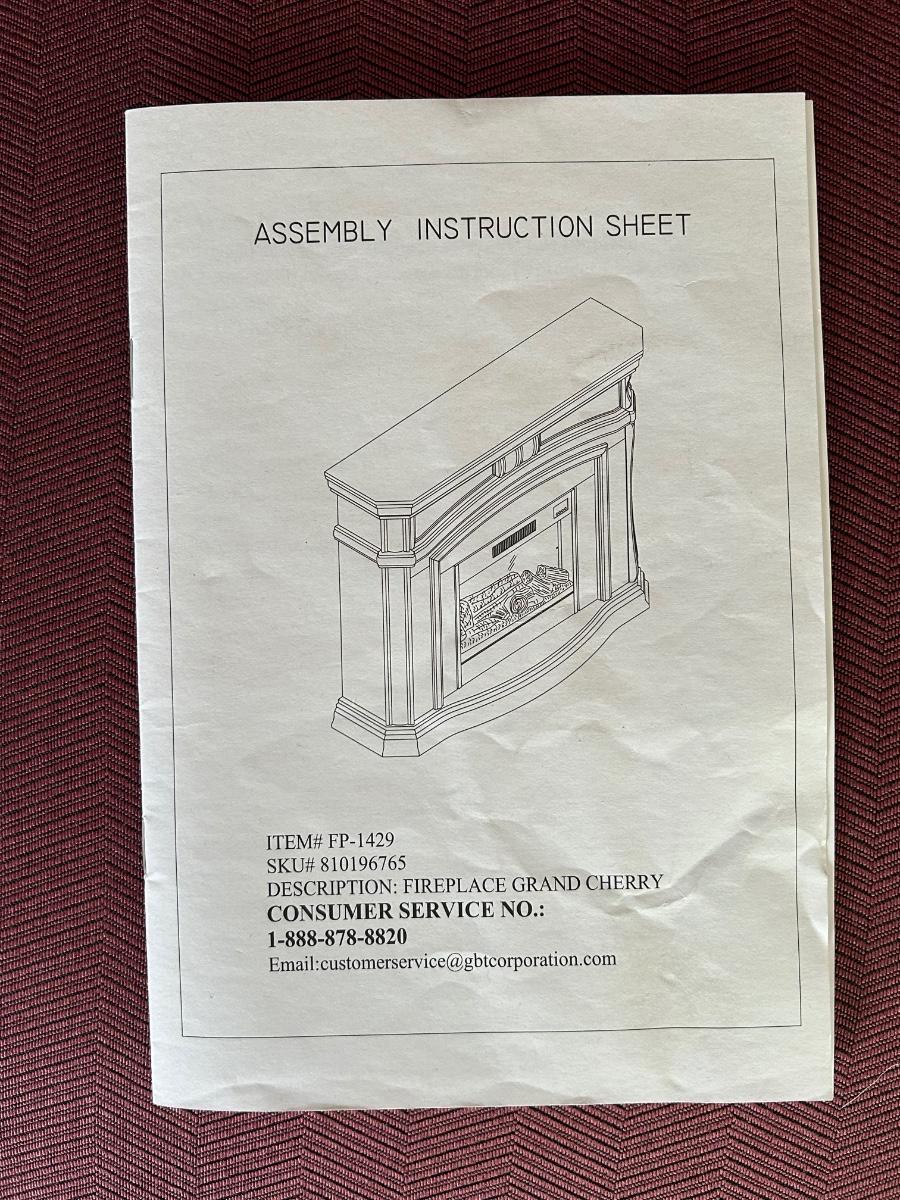 ASSEMBLY INSTRUCTION SHEET
ITEM# FP-1429
SKU# 810196765
DESCRIPTION: FIREPLACE GRAND CHERRY
CONSUMER SERVICE NO.:
1-888-878-8820
Email:customerservice@gbtcorporation.com